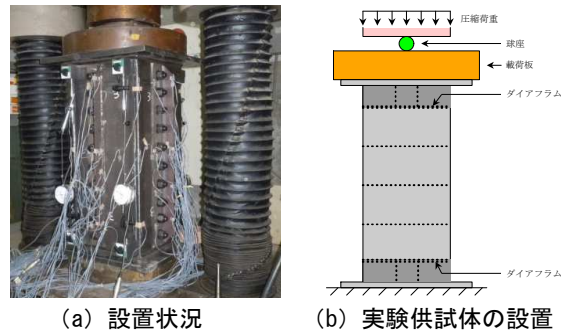 圧縮荷重
球座
載荷板
ダイアフラム
ダイアフラム
(a) 設置状況
(b) 実験供試体の設置